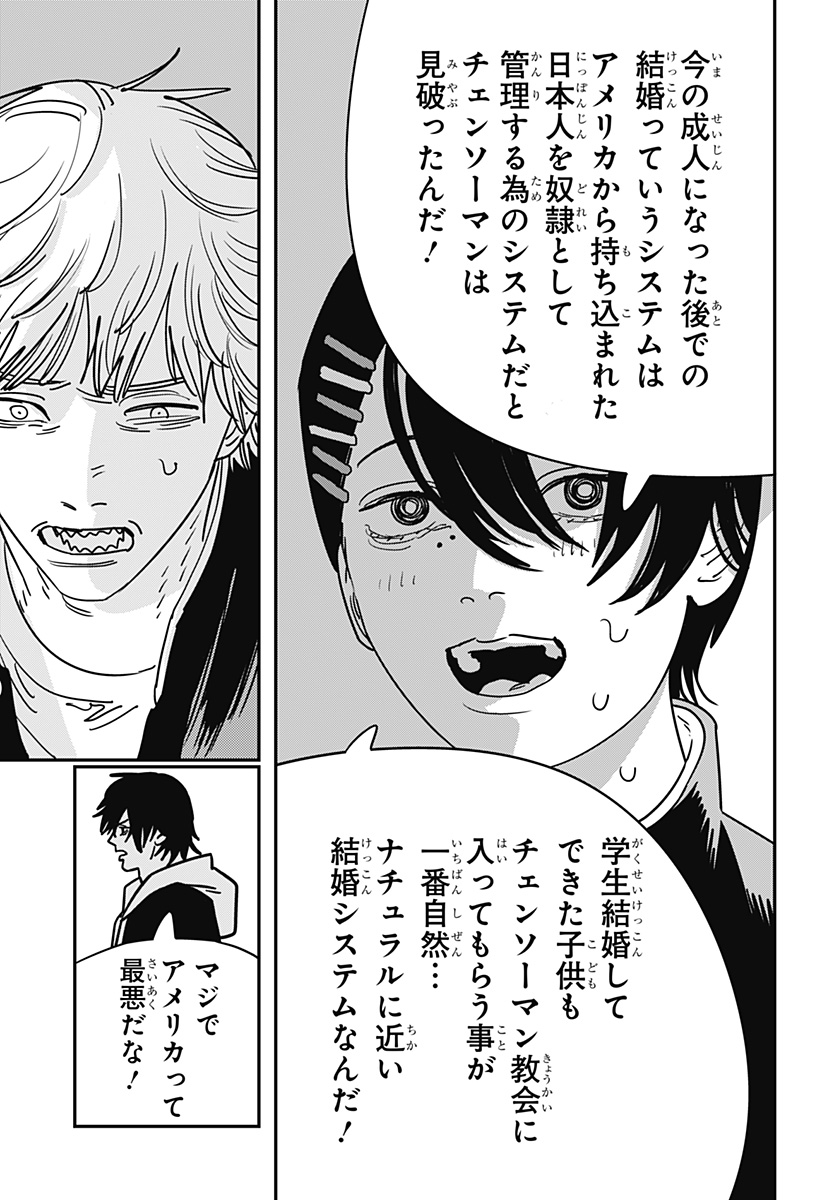 今の成人になった後での
結婚っていうシステムは
アメリカから持ち込まれた
日本人を奴隷として
管理する為のシステムだと
チェンソーマンは
見破ったんだ！
学生結婚して
できた子供も
チェンソーマン教会に
入ってもらう事が
一番自然…
ナチュラルに近い
結婚システムなんだ！
マジで
アメリカって
最悪だな！